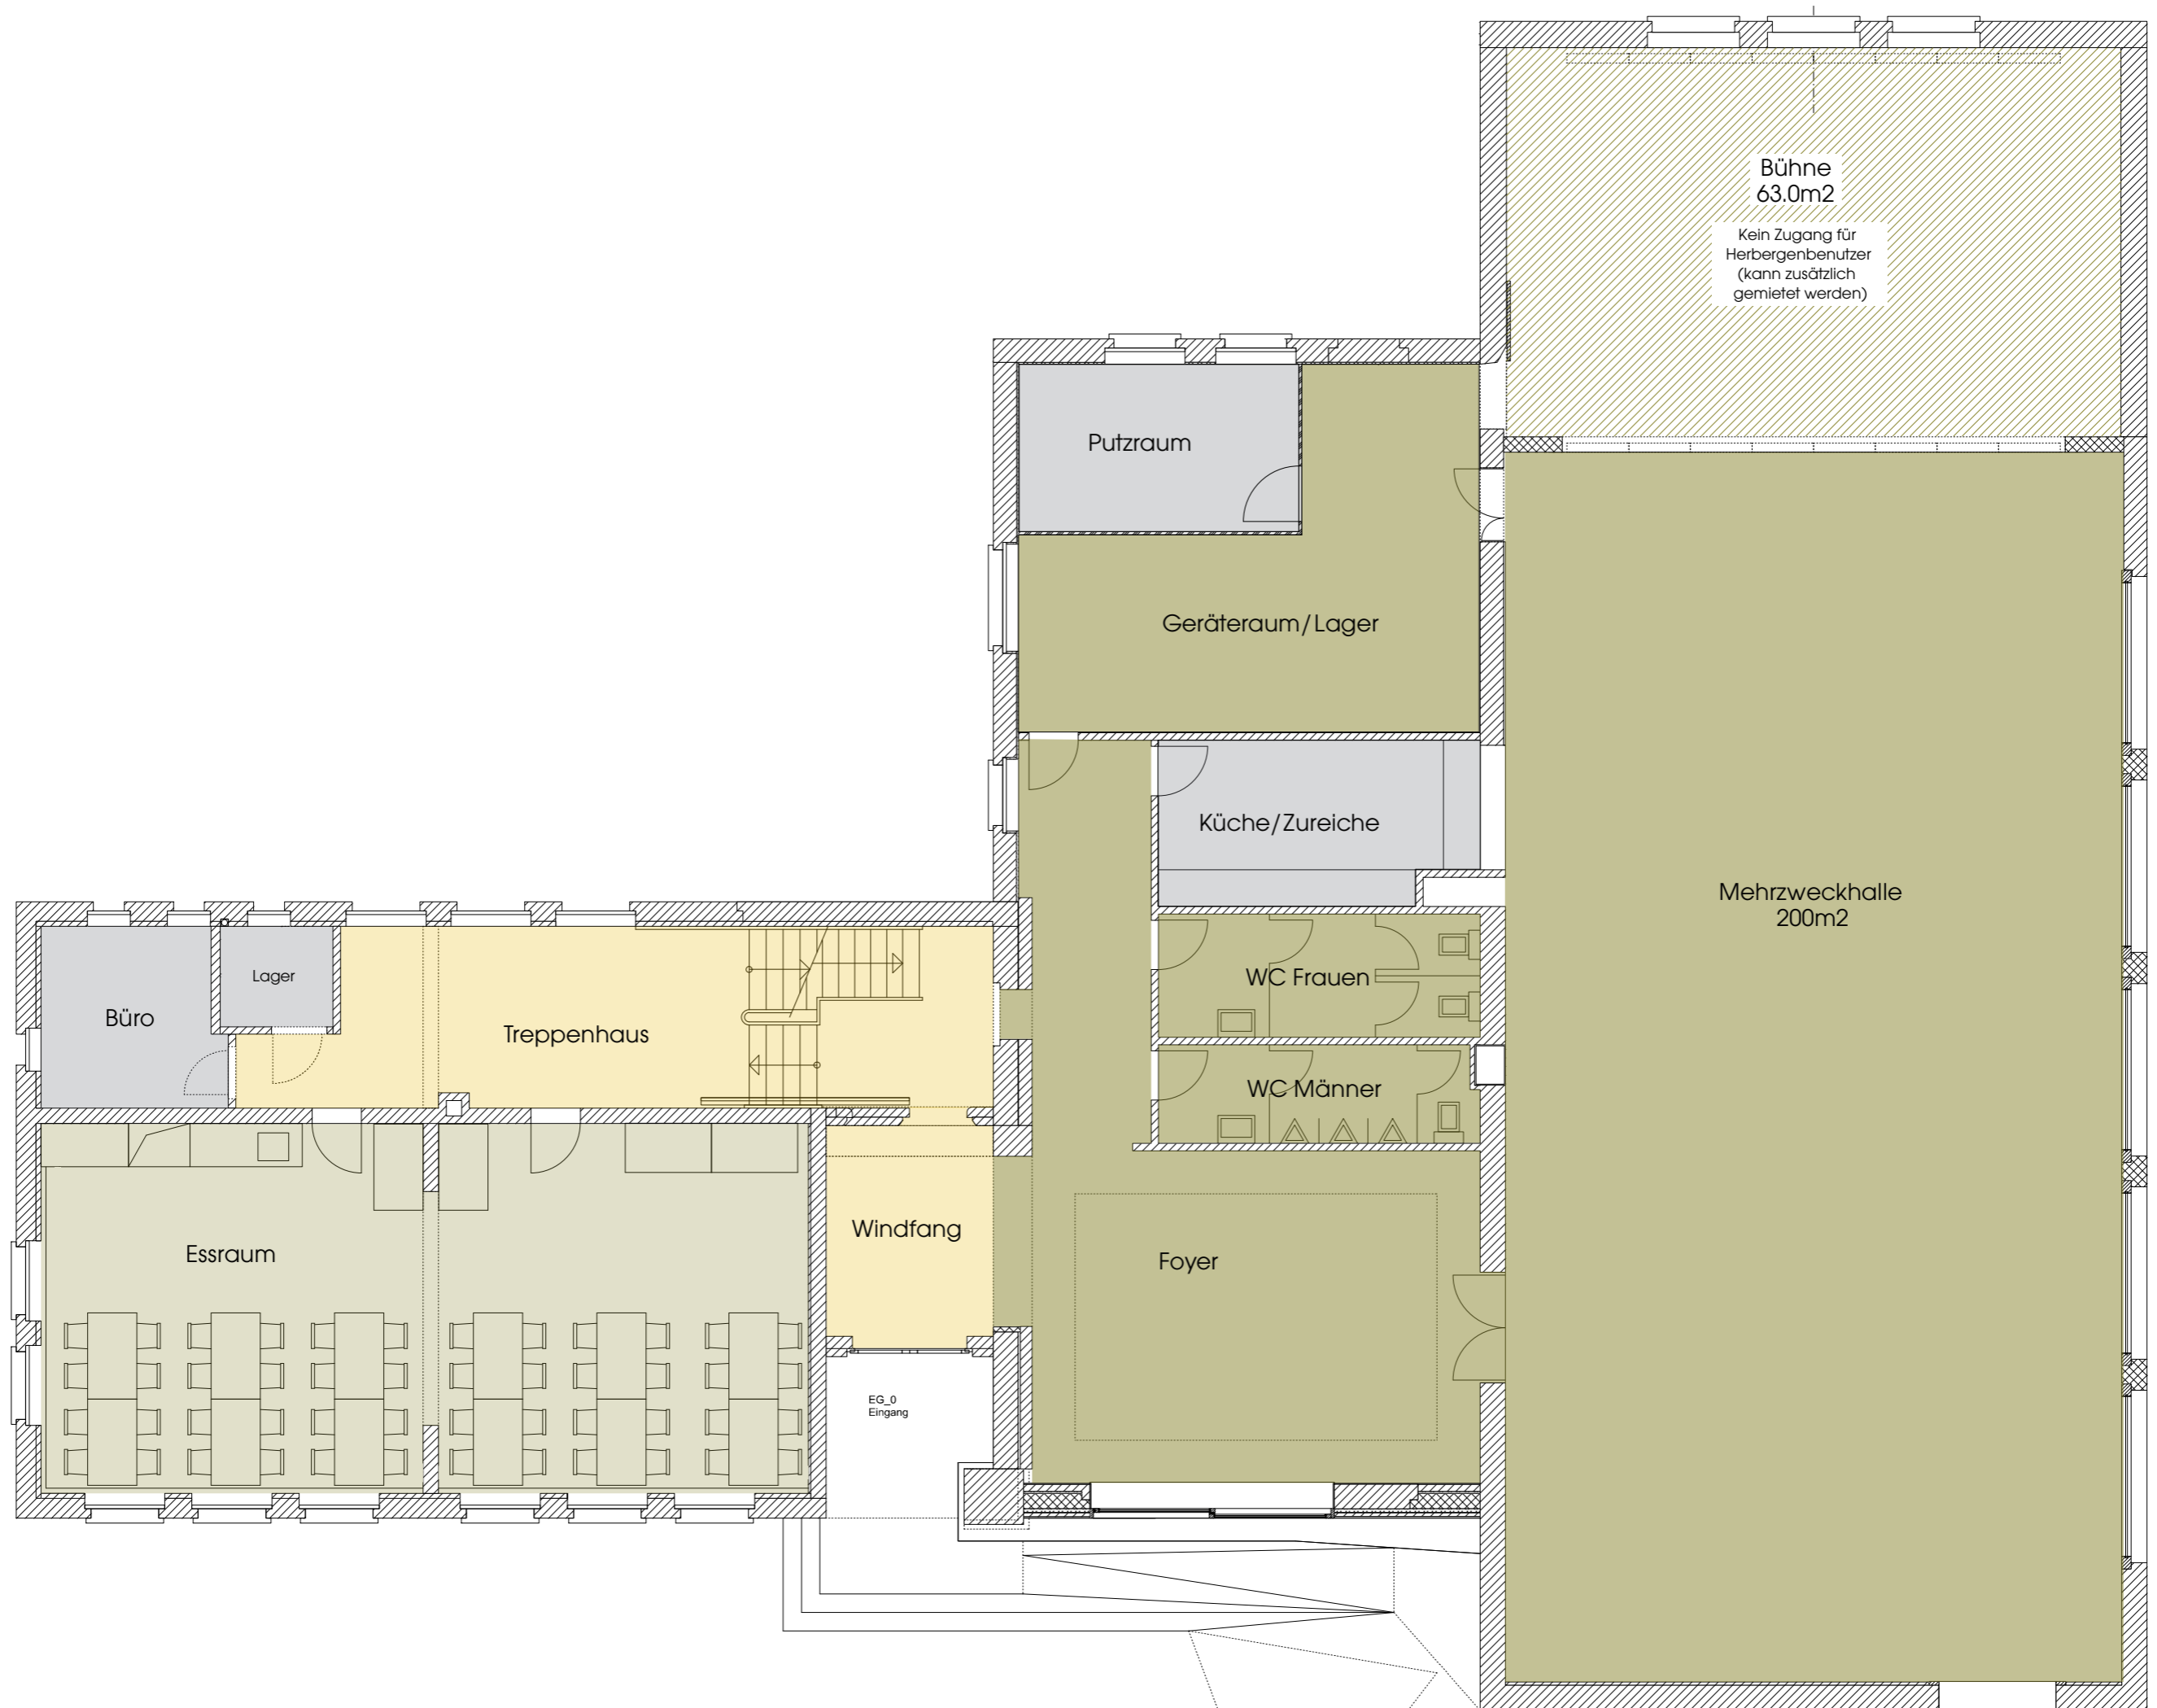 Bühne
63.0m2
Kein Zugang für
Herbergenbenutzer
(kann zusätzlich
gemietet werden)
Putzraum
Geräteraum/Lager
Küche/Zureiche
Mehrzweckhalle
200m2
Lager
WC Frauen
Büro
Treppenhaus
WC Männer
Windfang
Essraum
Foyer
EG_0
Eingang